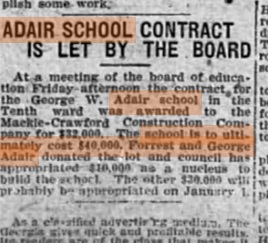 plish some work.
ADAIR SCHOOL CONTRACT
IS LET BY THE BOARD
At a meeting of the board of educa-
tion Friday afternoon the contract for
the George W. Adair school in the
Tenth ward was awarded to the
Mackle-Crawford Construction Com-
pany for $32,000. The school is to ulti-
mately cost $40,000. Forrest and George
Adair donated the lot and council has
appropriated $10,000 as a nucleus to
build the school. The other $30,000 will
probably be appropriated on January 1.
As a classified advertising medium, The
Georgia gives quick and profitable results.